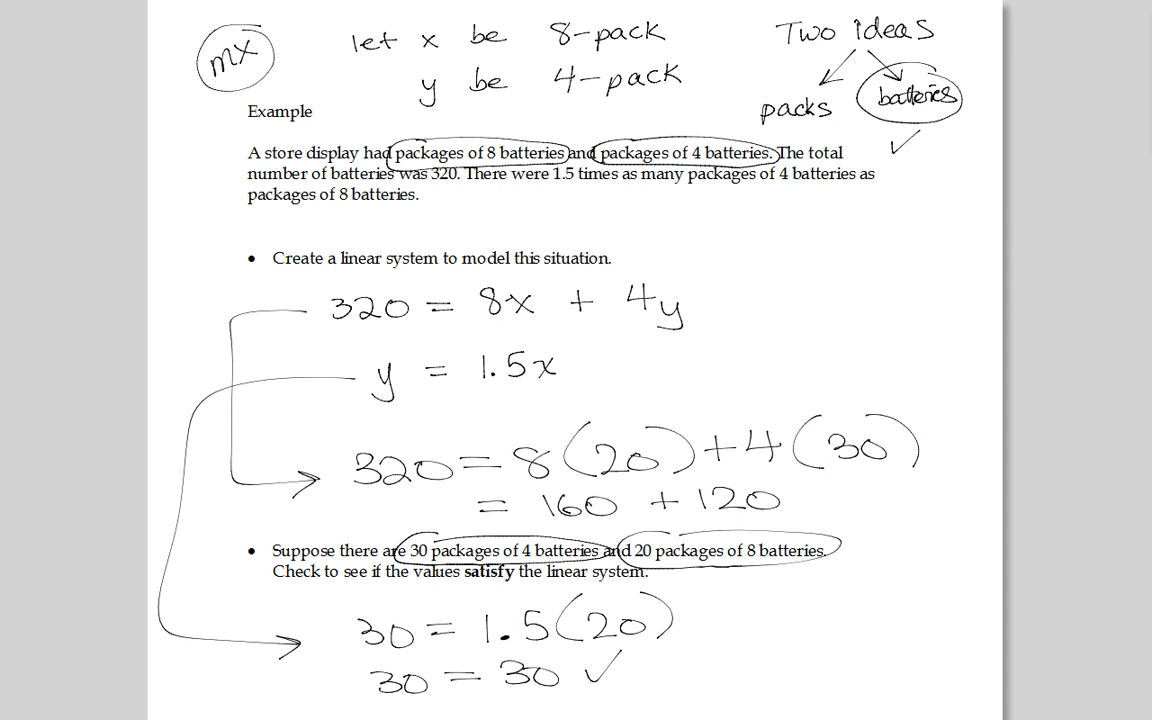 mx
let x be 8-pack
y be 4-pack
Two ideas
packs batteries
Example
A store display had packages of 8 batteries and packages of 4 batteries. The total
number of batteries was 320. There were 1.5 times as many packages of 4 batteries as
packages of 8 batteries.
• Create a linear system to model this situation.
320 = 8x + 4y
y = 1.5x
320 = 8(20) + 4(30)
= 160 + 120
• Suppose there are 30 packages of 4 batteries and 20 packages of 8 batteries.
Check to see if the values satisfy the linear system.
30 = 1.5(20)
30 = 30 ✓